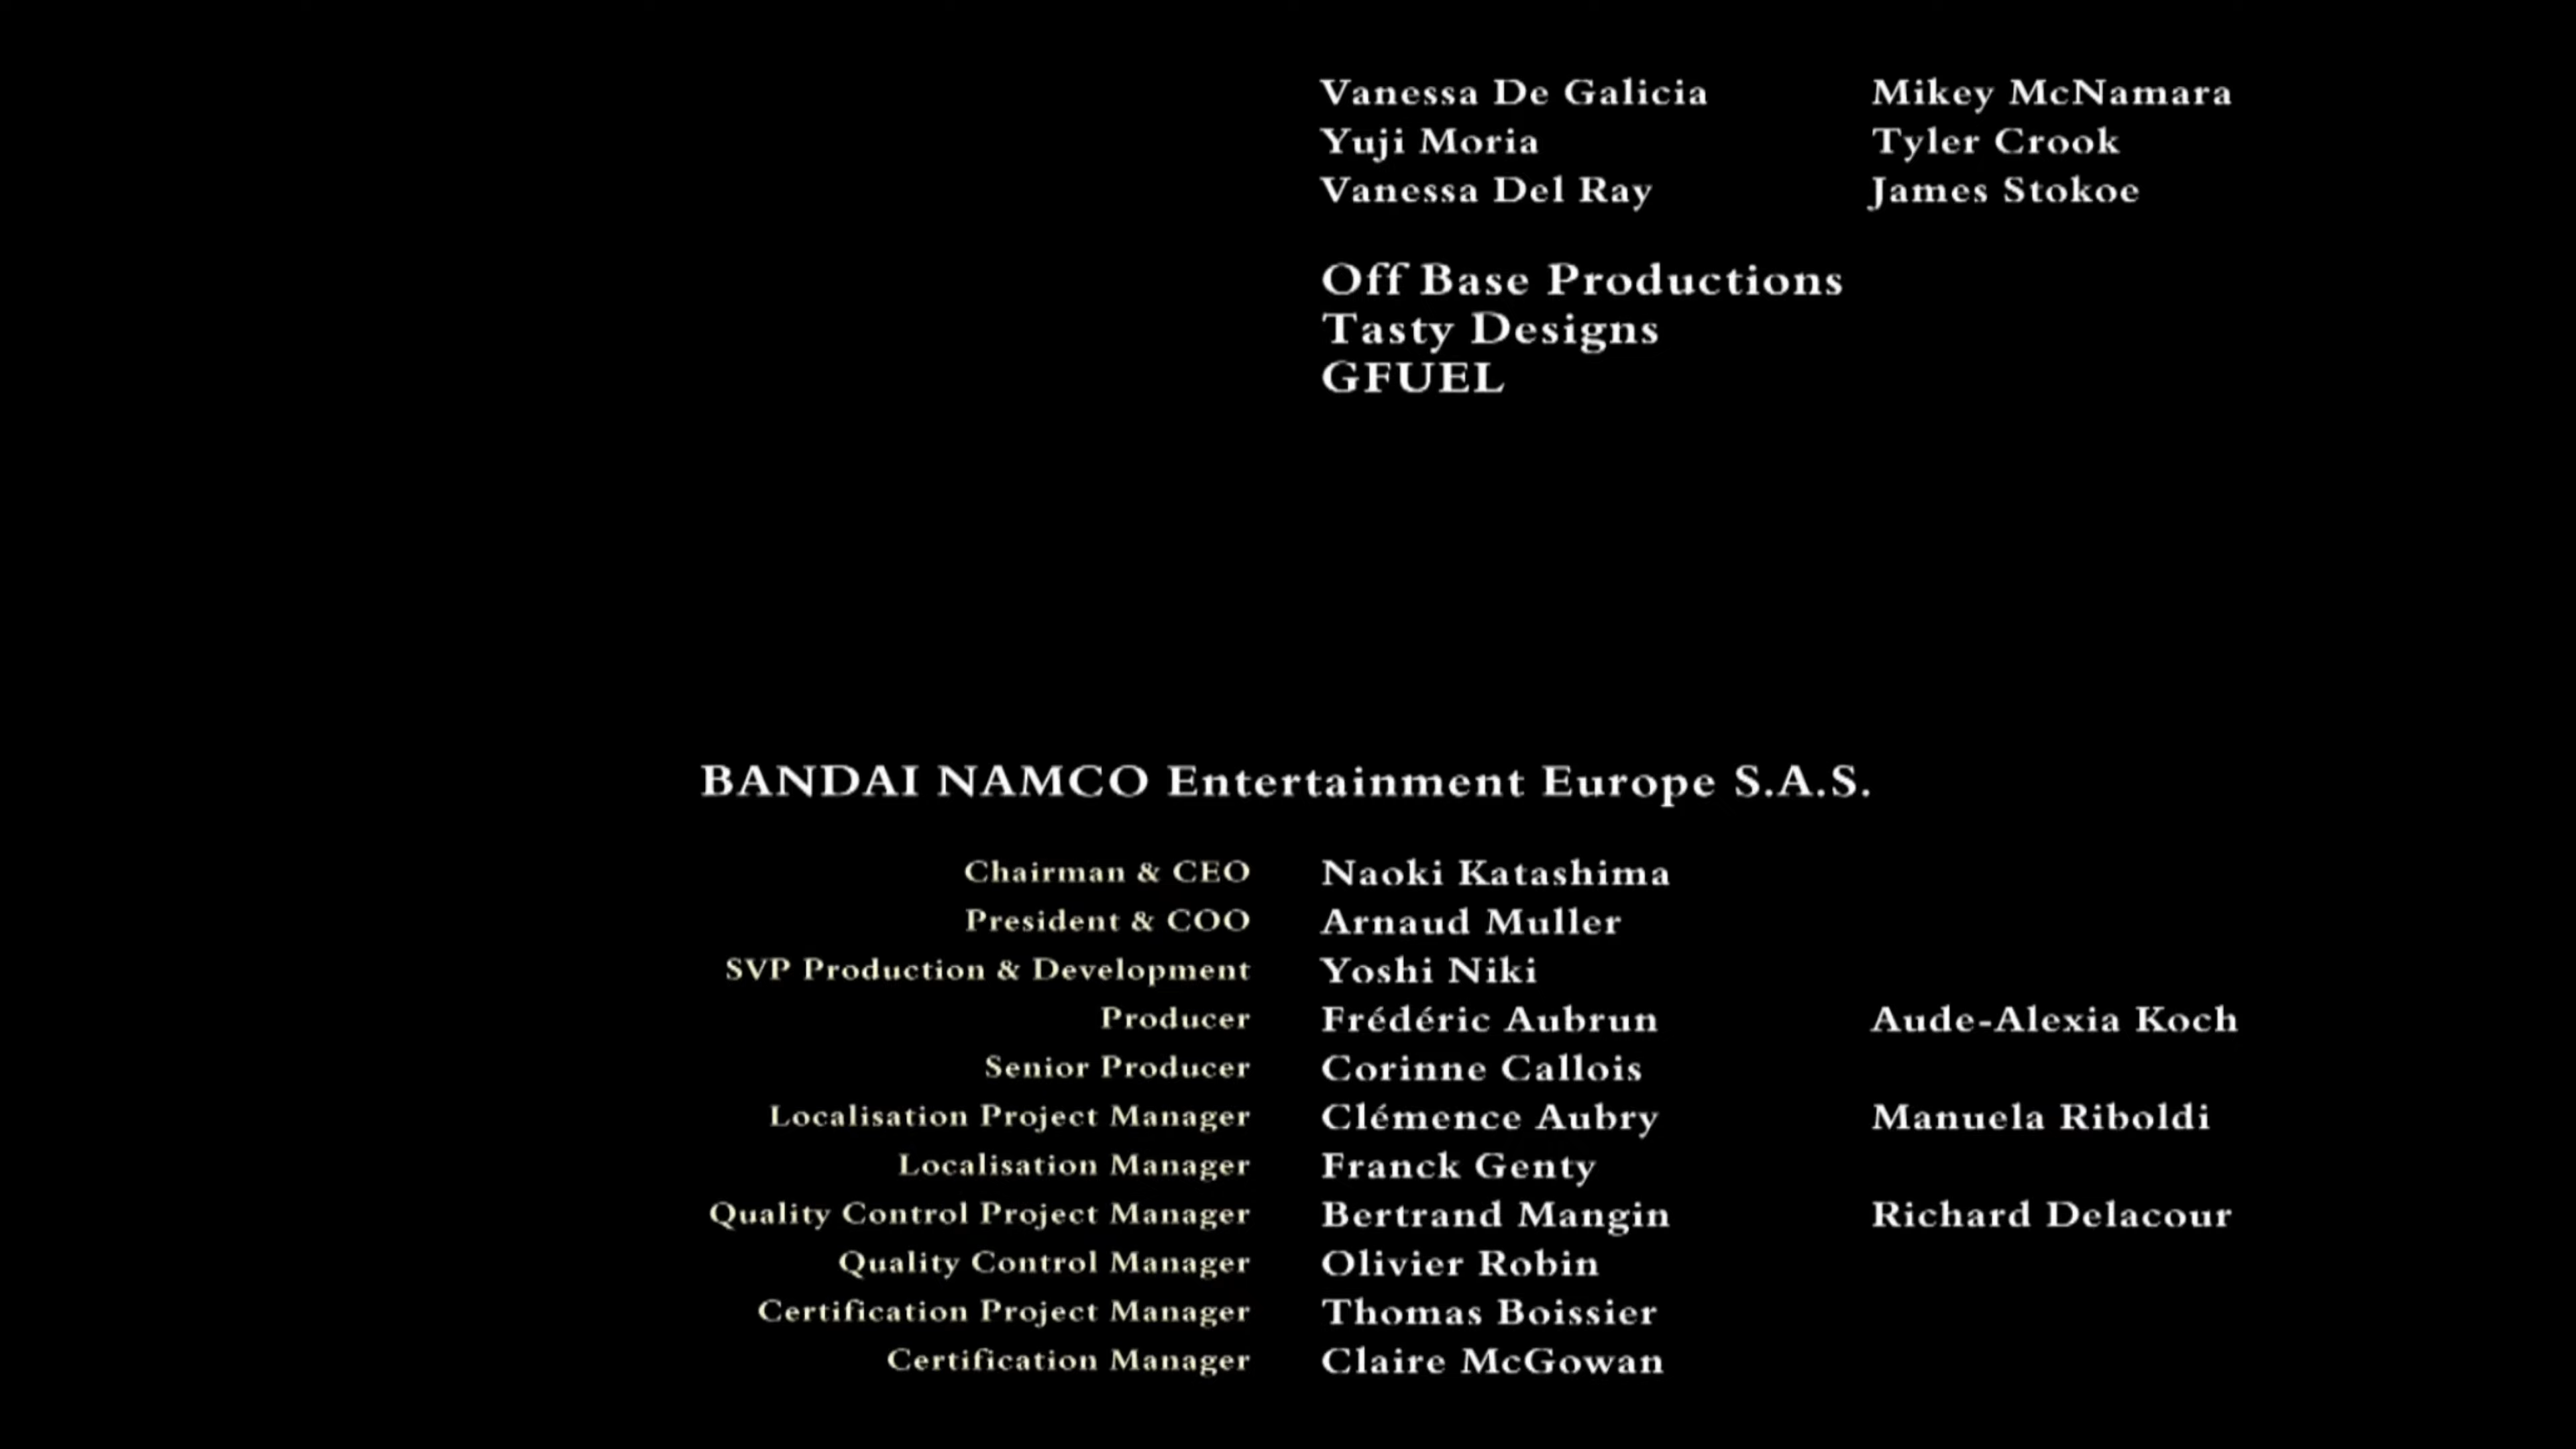 Vanessa De Galicia Mikey McNamara
Yuji Moria Tyler Crook
Vanessa Del Ray James Stokoe
Off Base Productions
Tasty Designs
GFUEL
BANDAI NAMCO Entertainment Europe S.A.S.
Chairman & CEO Naoki Katashima
President & COO Arnaud Muller
SVP Production & Development Yoshi Niki
Producer Frédéric Aubrun Aude-Alexia Koch
Senior Producer Corinne Callois
Localisation Project Manager Clémence Aubry Manuela Riboldi
Localisation Manager Franck Genty
Quality Control Project Manager Bertrand Mangin Richard Delacour
Quality Control Manager Olivier Robin
Certification Project Manager Thomas Boissier
Certification Manager Claire McGowan